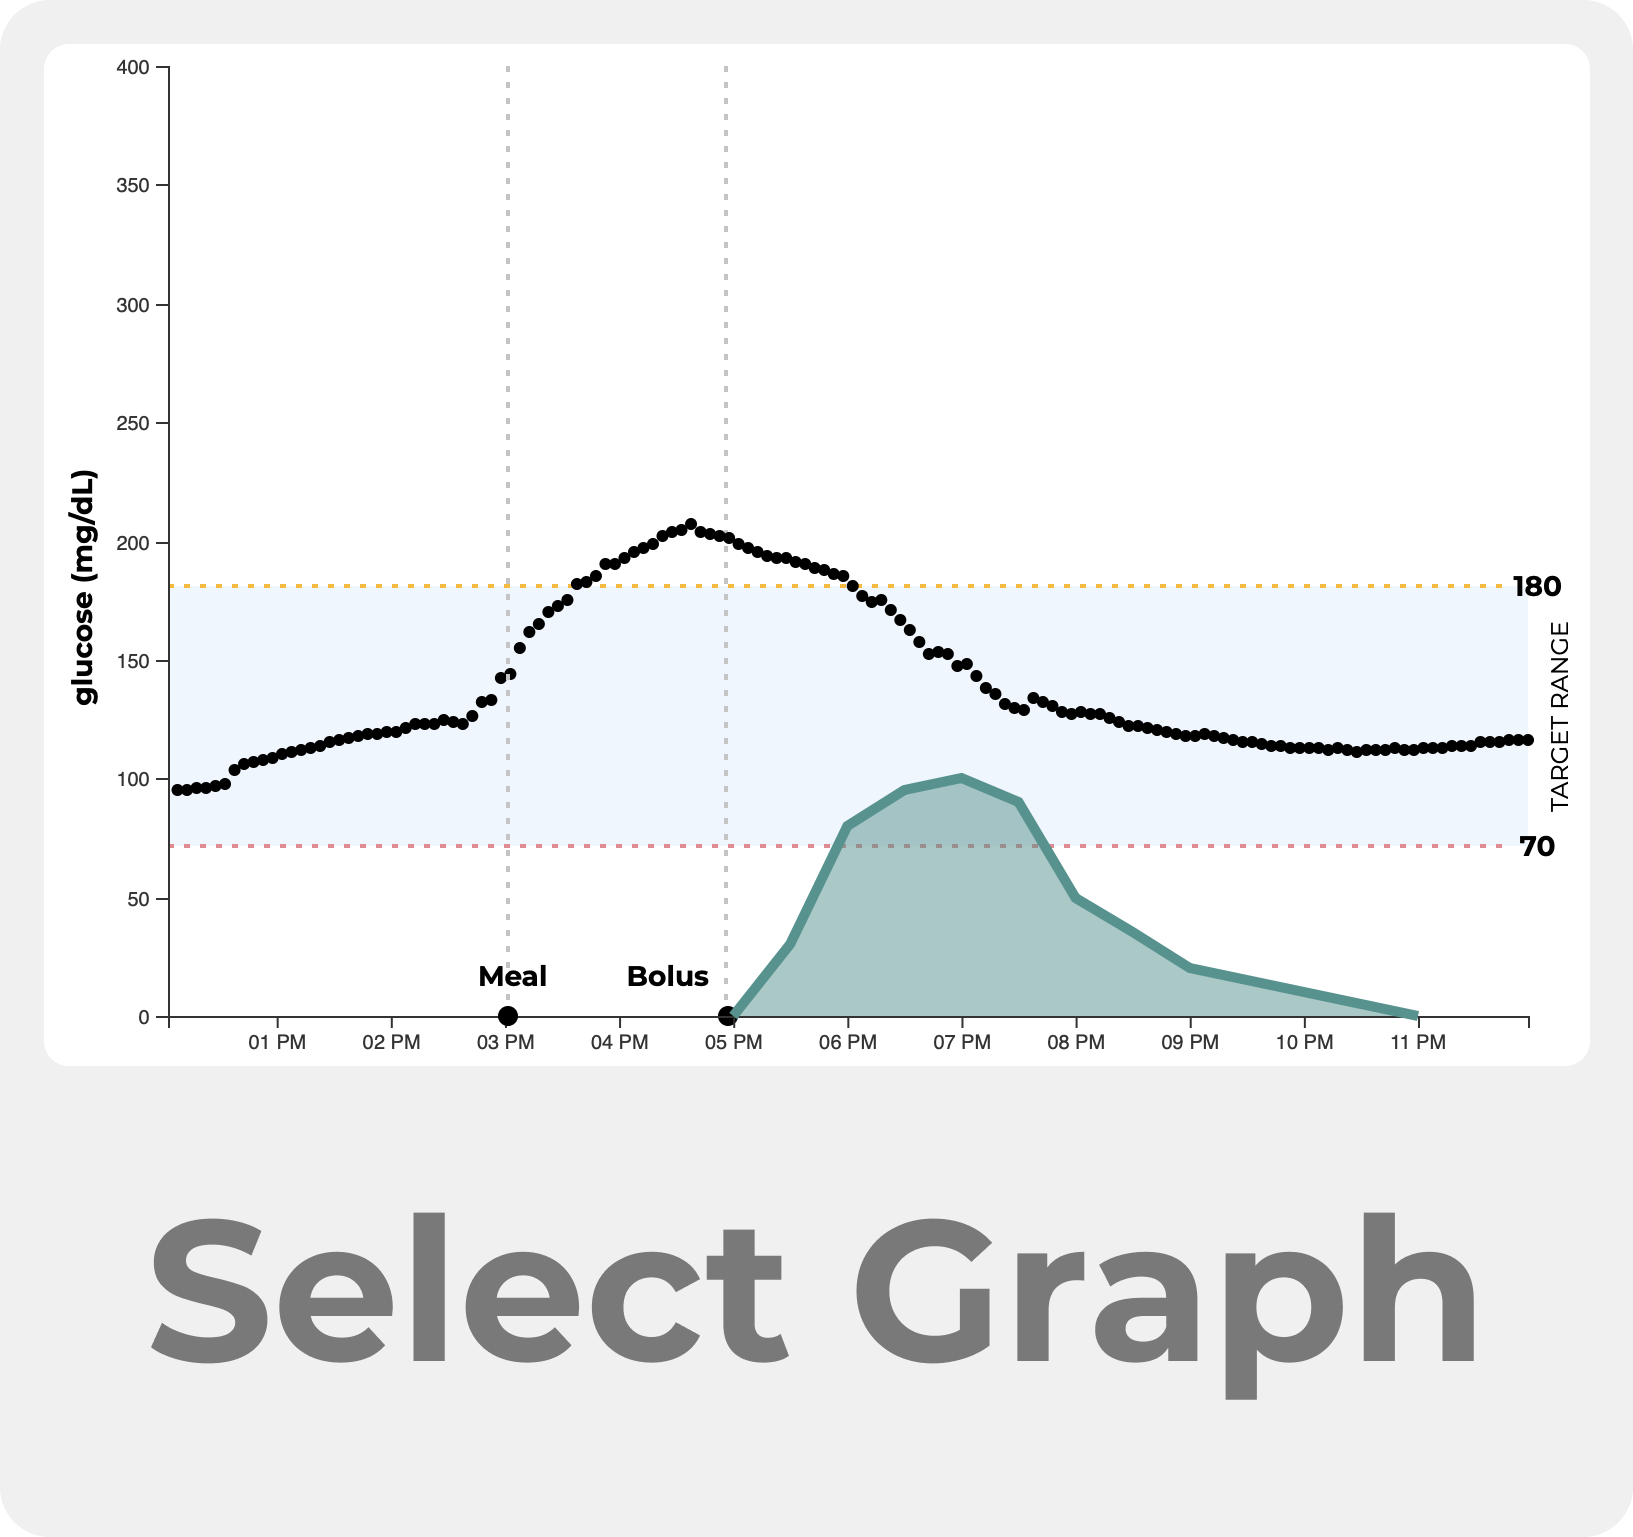 400
350
300
250
200
150
100
50
0
glucose (mg/dL)
180
TARGET RANGE
70
Meal
Bolus
01 PM
02 PM
03 PM
04 PM
05 PM
06 PM
07 PM
08 PM
09 PM
10 PM
11 PM
Select Graph